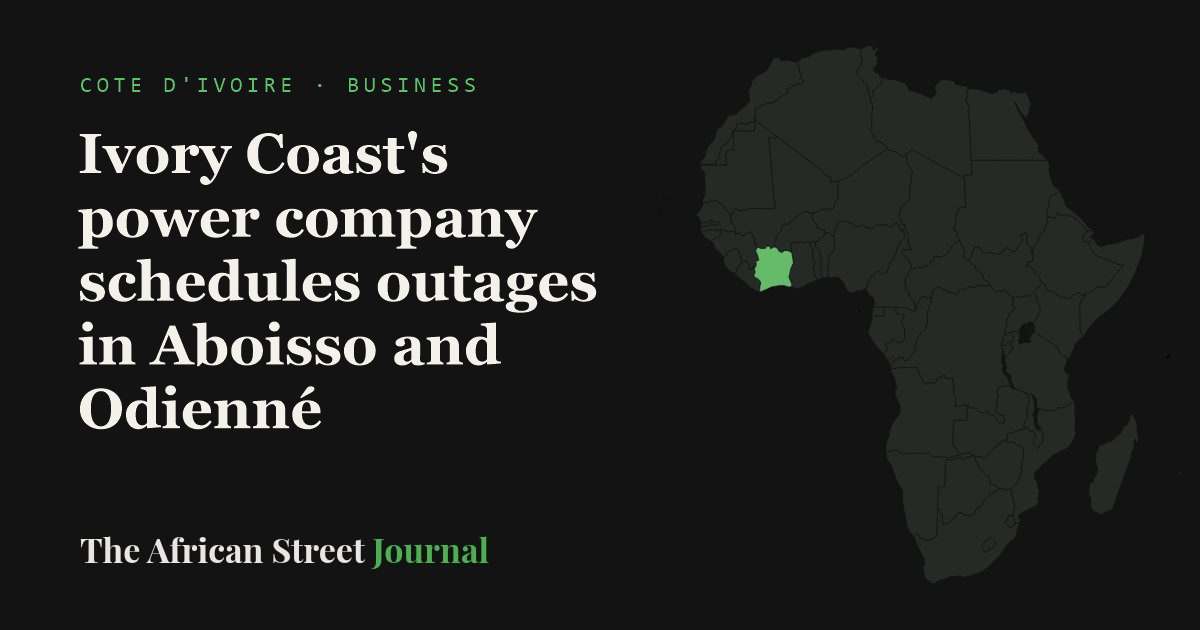 COTE D'IVOIRE · BUSINESS
Ivory Coast's
power company
schedules outages
in Aboisso and
Odienné
The African Street Journal